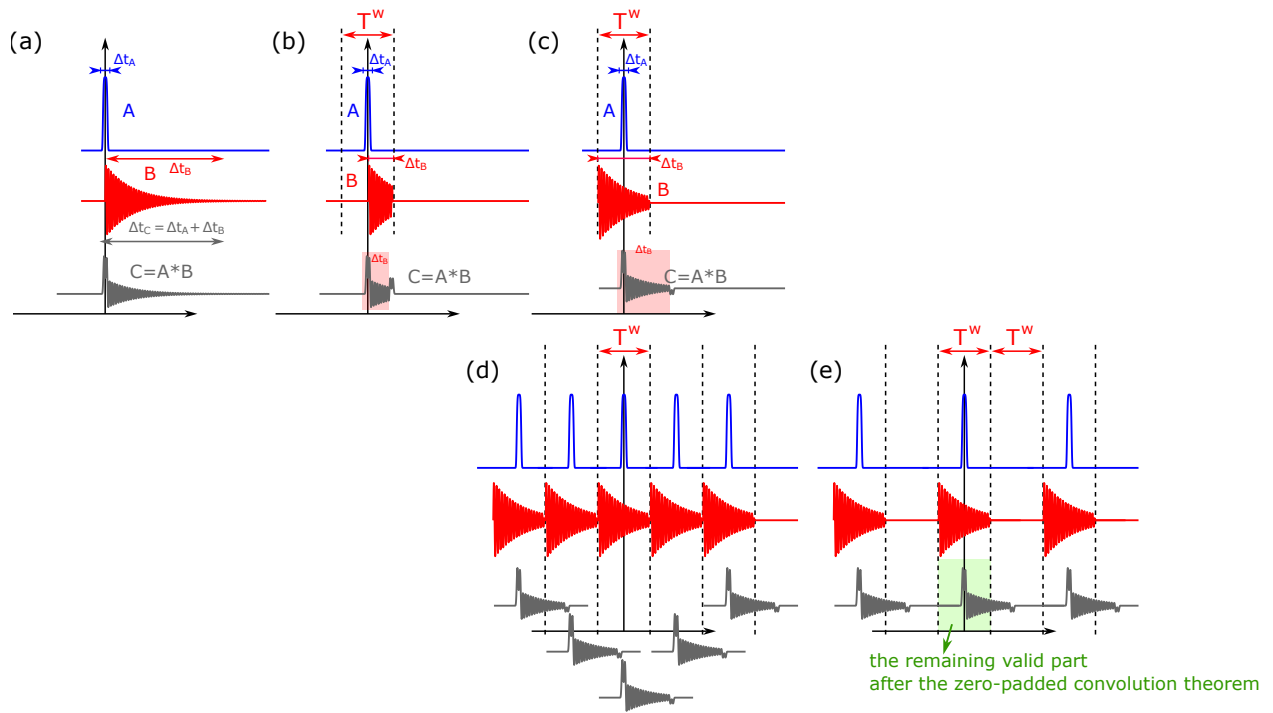 (a)
Δt_A
A
B Δt_B
Δt_C = Δt_A + Δt_B
C=A*B
(b)
T^w
Δt_A
A
Δt_B
B
Δt_B
C=A*B
(c)
T^w
Δt_A
A
Δt_B
B
Δt_B
C=A*B
(d)
T^w
(e)
T^w T^w
the remaining valid part
after the zero-padded convolution theorem